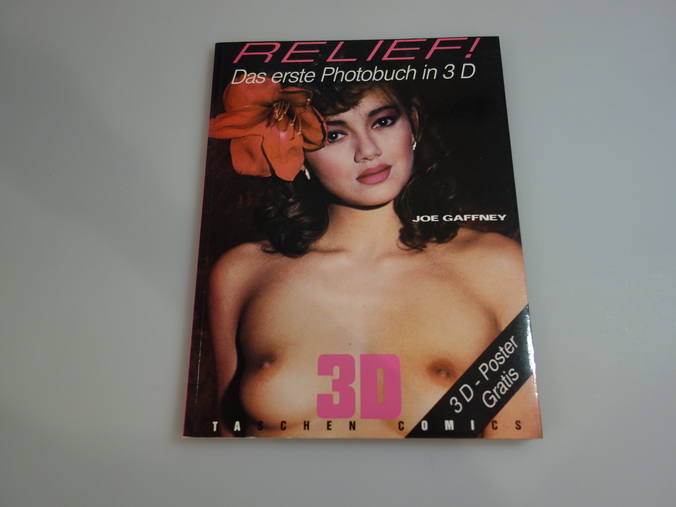 RELIEF!
Das erste Photobuch in 3 D
JOE GAFFNEY
3D
3 D - Poster
Gratis
TASCHEN COMICS